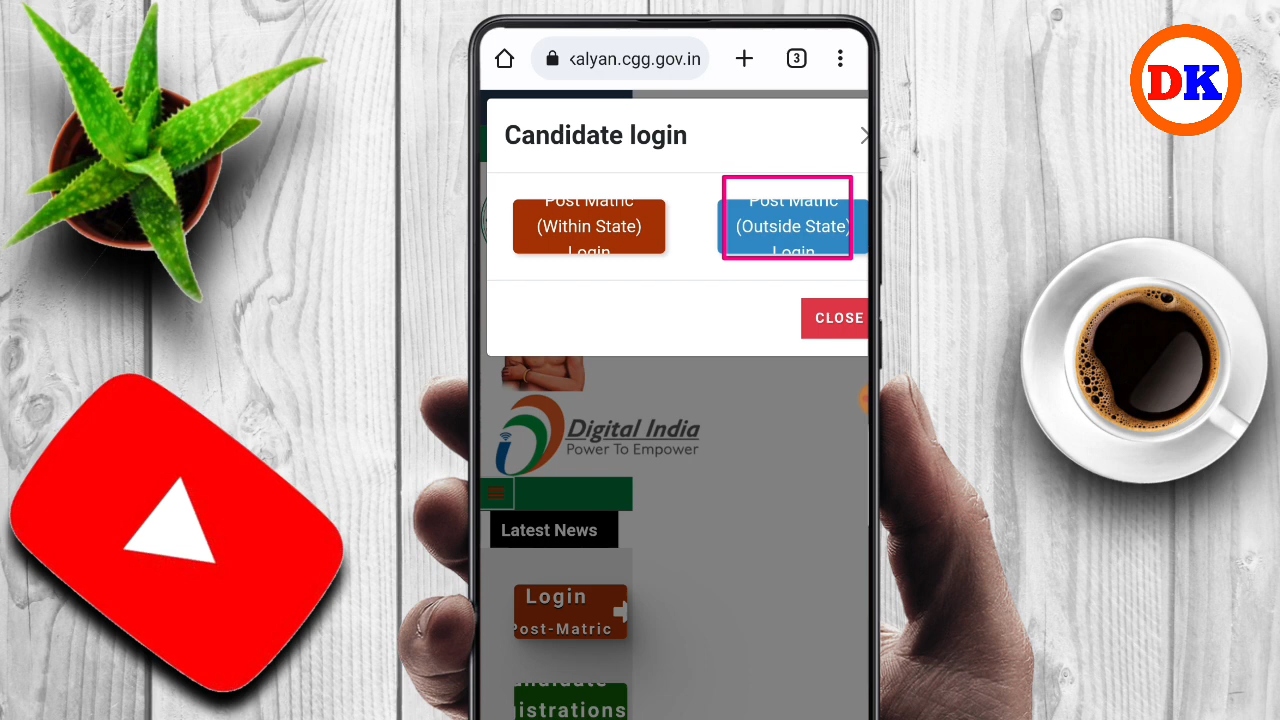 DK
kalyan.cgg.gov.in
3
Candidate login
Post Matric
(Within State)
Login
Post Matric
(Outside State)
Login
CLOSE
Digital India
Power To Empower
Latest News
Login
Post-Matric
istrations